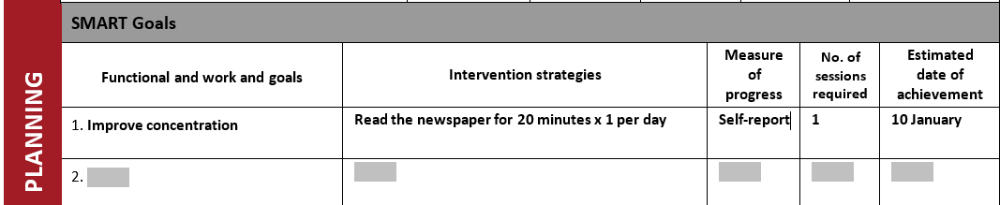 PLANNING
SMART Goals
Functional and work and goals
Intervention strategies
Measure
of
progress
No. of
sessions
required
Estimated
date of
achievement
1. Improve concentration
Read the newspaper for 20 minutes x 1 per day
Self-report
1
10 January
2.